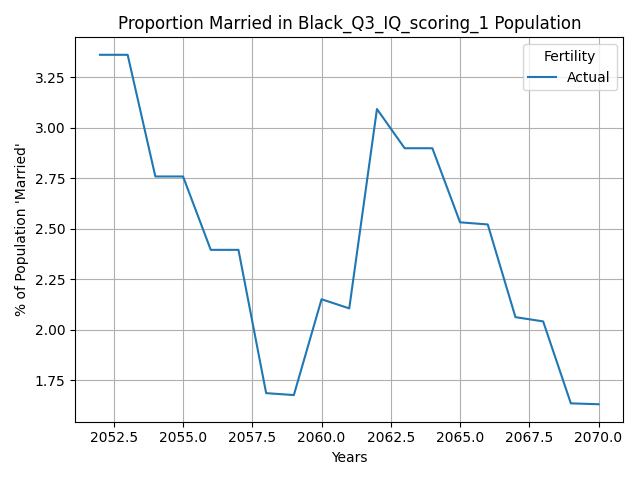 Proportion Married in Black_Q3_IQ_scoring_1 Population
Fertility
Actual
% of Population 'Married'
3.25
3.00
2.75
2.50
2.25
2.00
1.75
2052.5 2055.0 2057.5 2060.0 2062.5 2065.0 2067.5 2070.0
Years